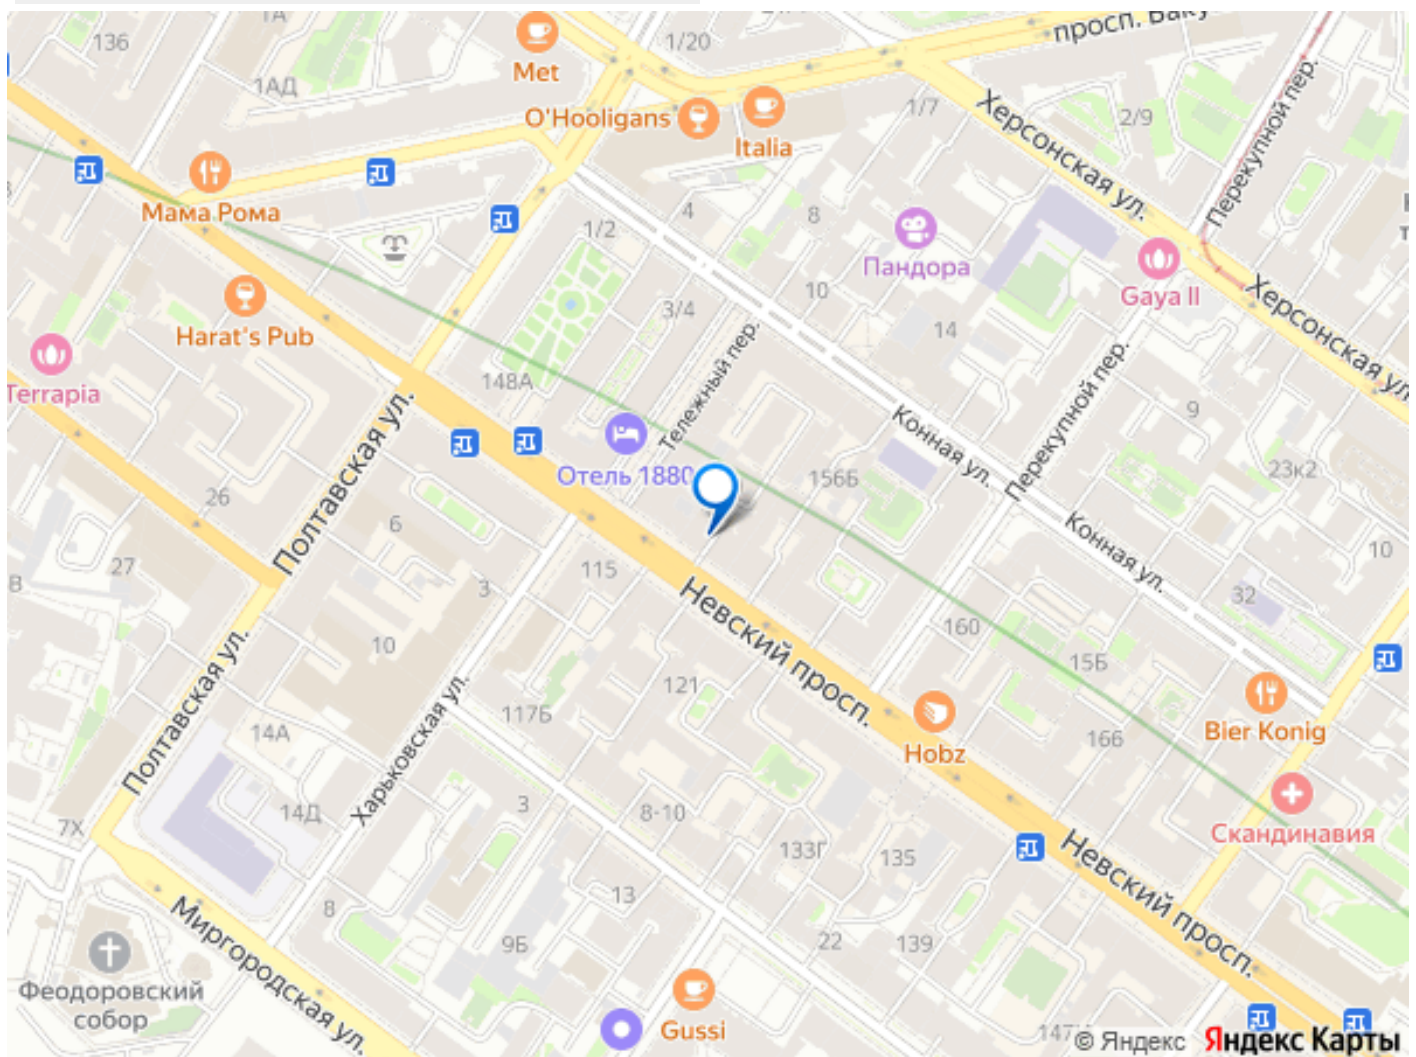 136
1А
1АД
Met
1/20
просп. Баку
O'Hooligans
Italia
1/7
Херсонская ул.
2/9
Перекупной пер.
Мама Рома
1/2
4
8
Пандора
Gaya II
10
3/4
14
Херсонская ул.
Harat's Pub
Terrapia
148А
Тележный пер.
Перекупной пер.
9
Конная ул.
Полтавская ул.
Отель 1880
156Б
23к2
26
6
Конная ул.
10
27
В
115
3
Невский просп.
32
160
15Б
10
Полтавская ул.
121
117Б
Харьковская ул.
14А
166
Hobz
Bier Konig
14Д
3
8-10
7Х
133Г
135
Невский просп.
Скандинавия
8
13
9Б
22
139
Миргородская ул.
Феодоровский
собор
Gussi
147
© Яндекс Яндекс Карты